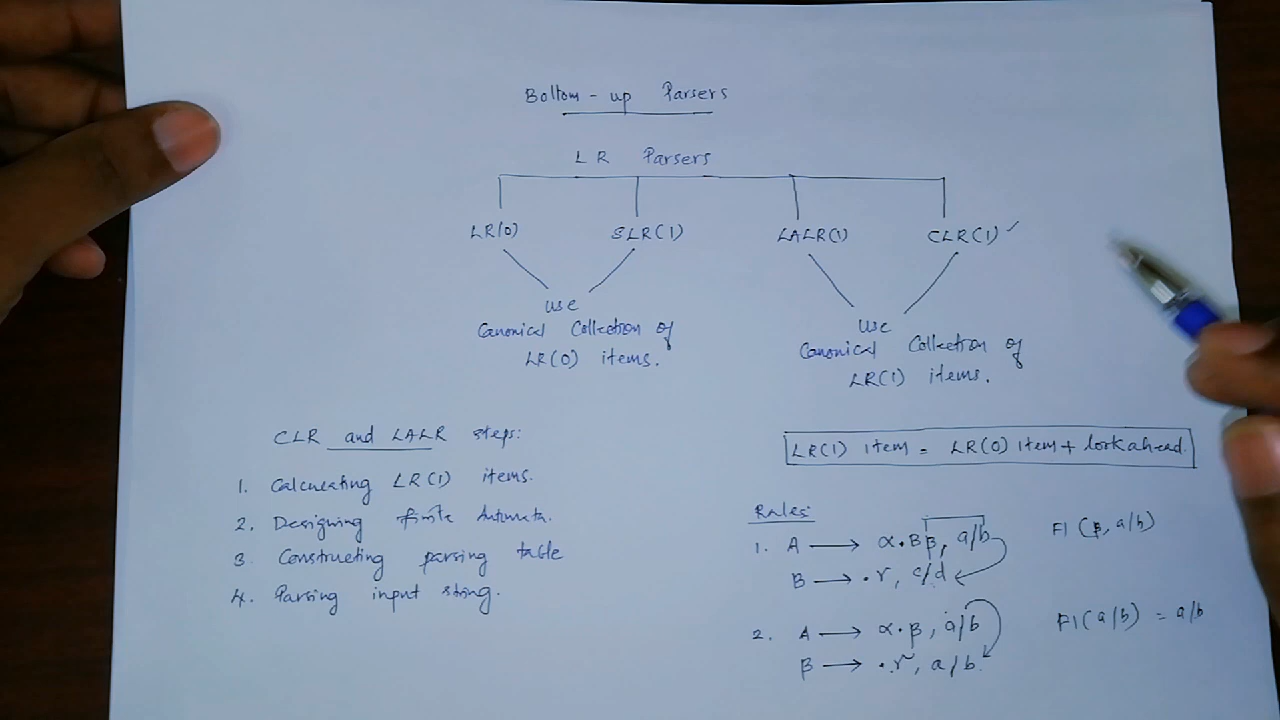 Bottom-up Parsers
LR Parsers
LR(0) SLR(1) LALR(1) CLR(1) ✓
use
Canonical Collection of
LR(0) items.
use
Canonical Collection of
LR(1) items.
CLR and LALR steps:
1. Calculating LR(1) items.
2. Designing finite Automata.
3. Constructing parsing table
4. Parsing input string.
LR(1) item = LR(0) item + lookahead.
Rules:
1. A → α.Bβ, a/b FI(β, a/b)
B → .r, c/d
2. A → α.β, a/b FI(a/b) = a/b
β → .r, a/b.